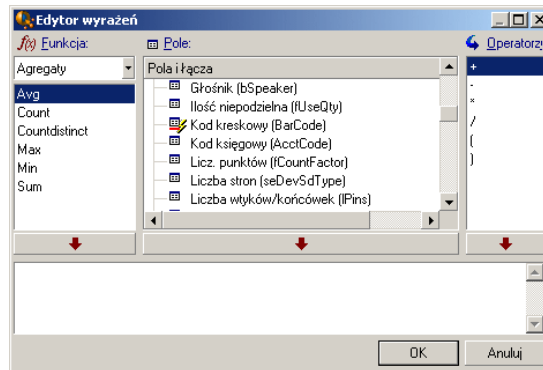 Edytor wyrażeń
f(x) Funkcja:
Pole:
Operatorzy
Agregaty
Pola i łącza
Avg
Count
Countdistinct
Max
Min
Sum
Głośnik (bSpeaker)
Ilość niepodzielna (fUseQty)
Kod kreskowy (BarCode)
Kod księgowy (AcctCode)
Licz. punktów (fCountFactor)
Liczba stron (seDevSdType)
Liczba wtyków/końcówek (lPins)
+
-
*
/
(
)
OK
Anuluj